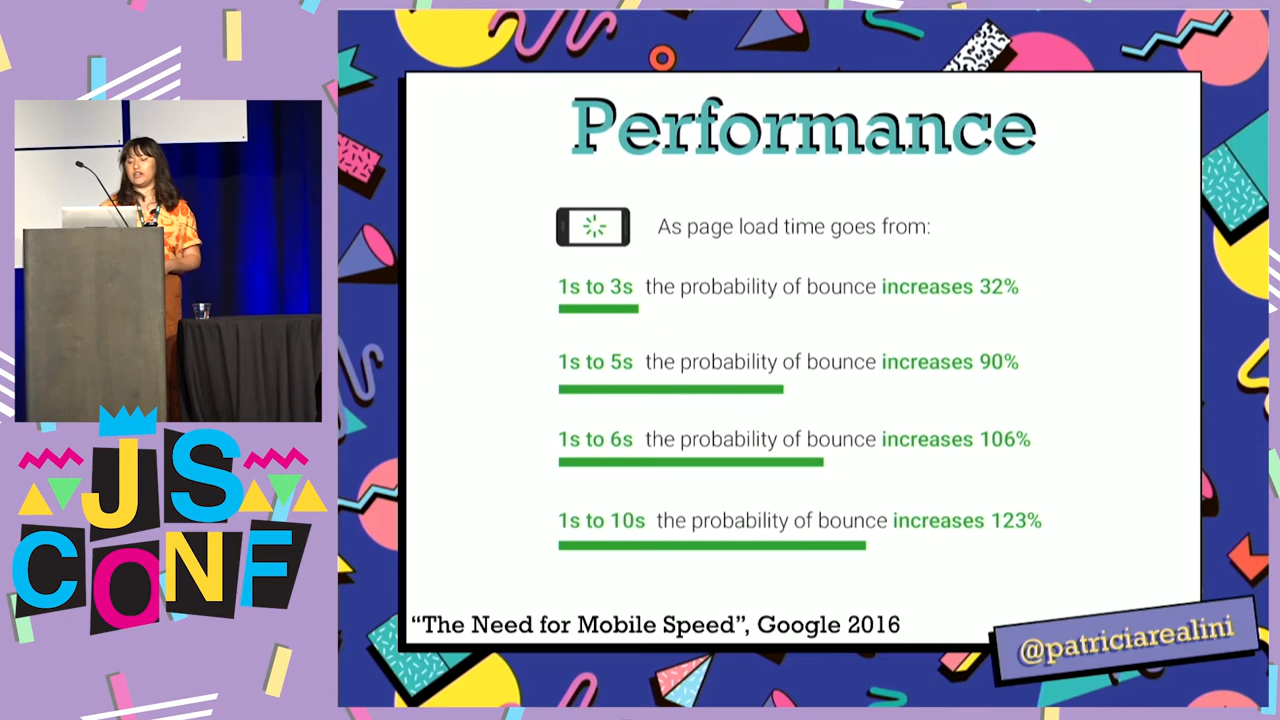 Performance
As page load time goes from:
1s to 3s the probability of bounce increases 32%
1s to 5s the probability of bounce increases 90%
1s to 6s the probability of bounce increases 106%
1s to 10s the probability of bounce increases 123%
“The Need for Mobile Speed”, Google 2016
@patriciarealini
JS
CONF